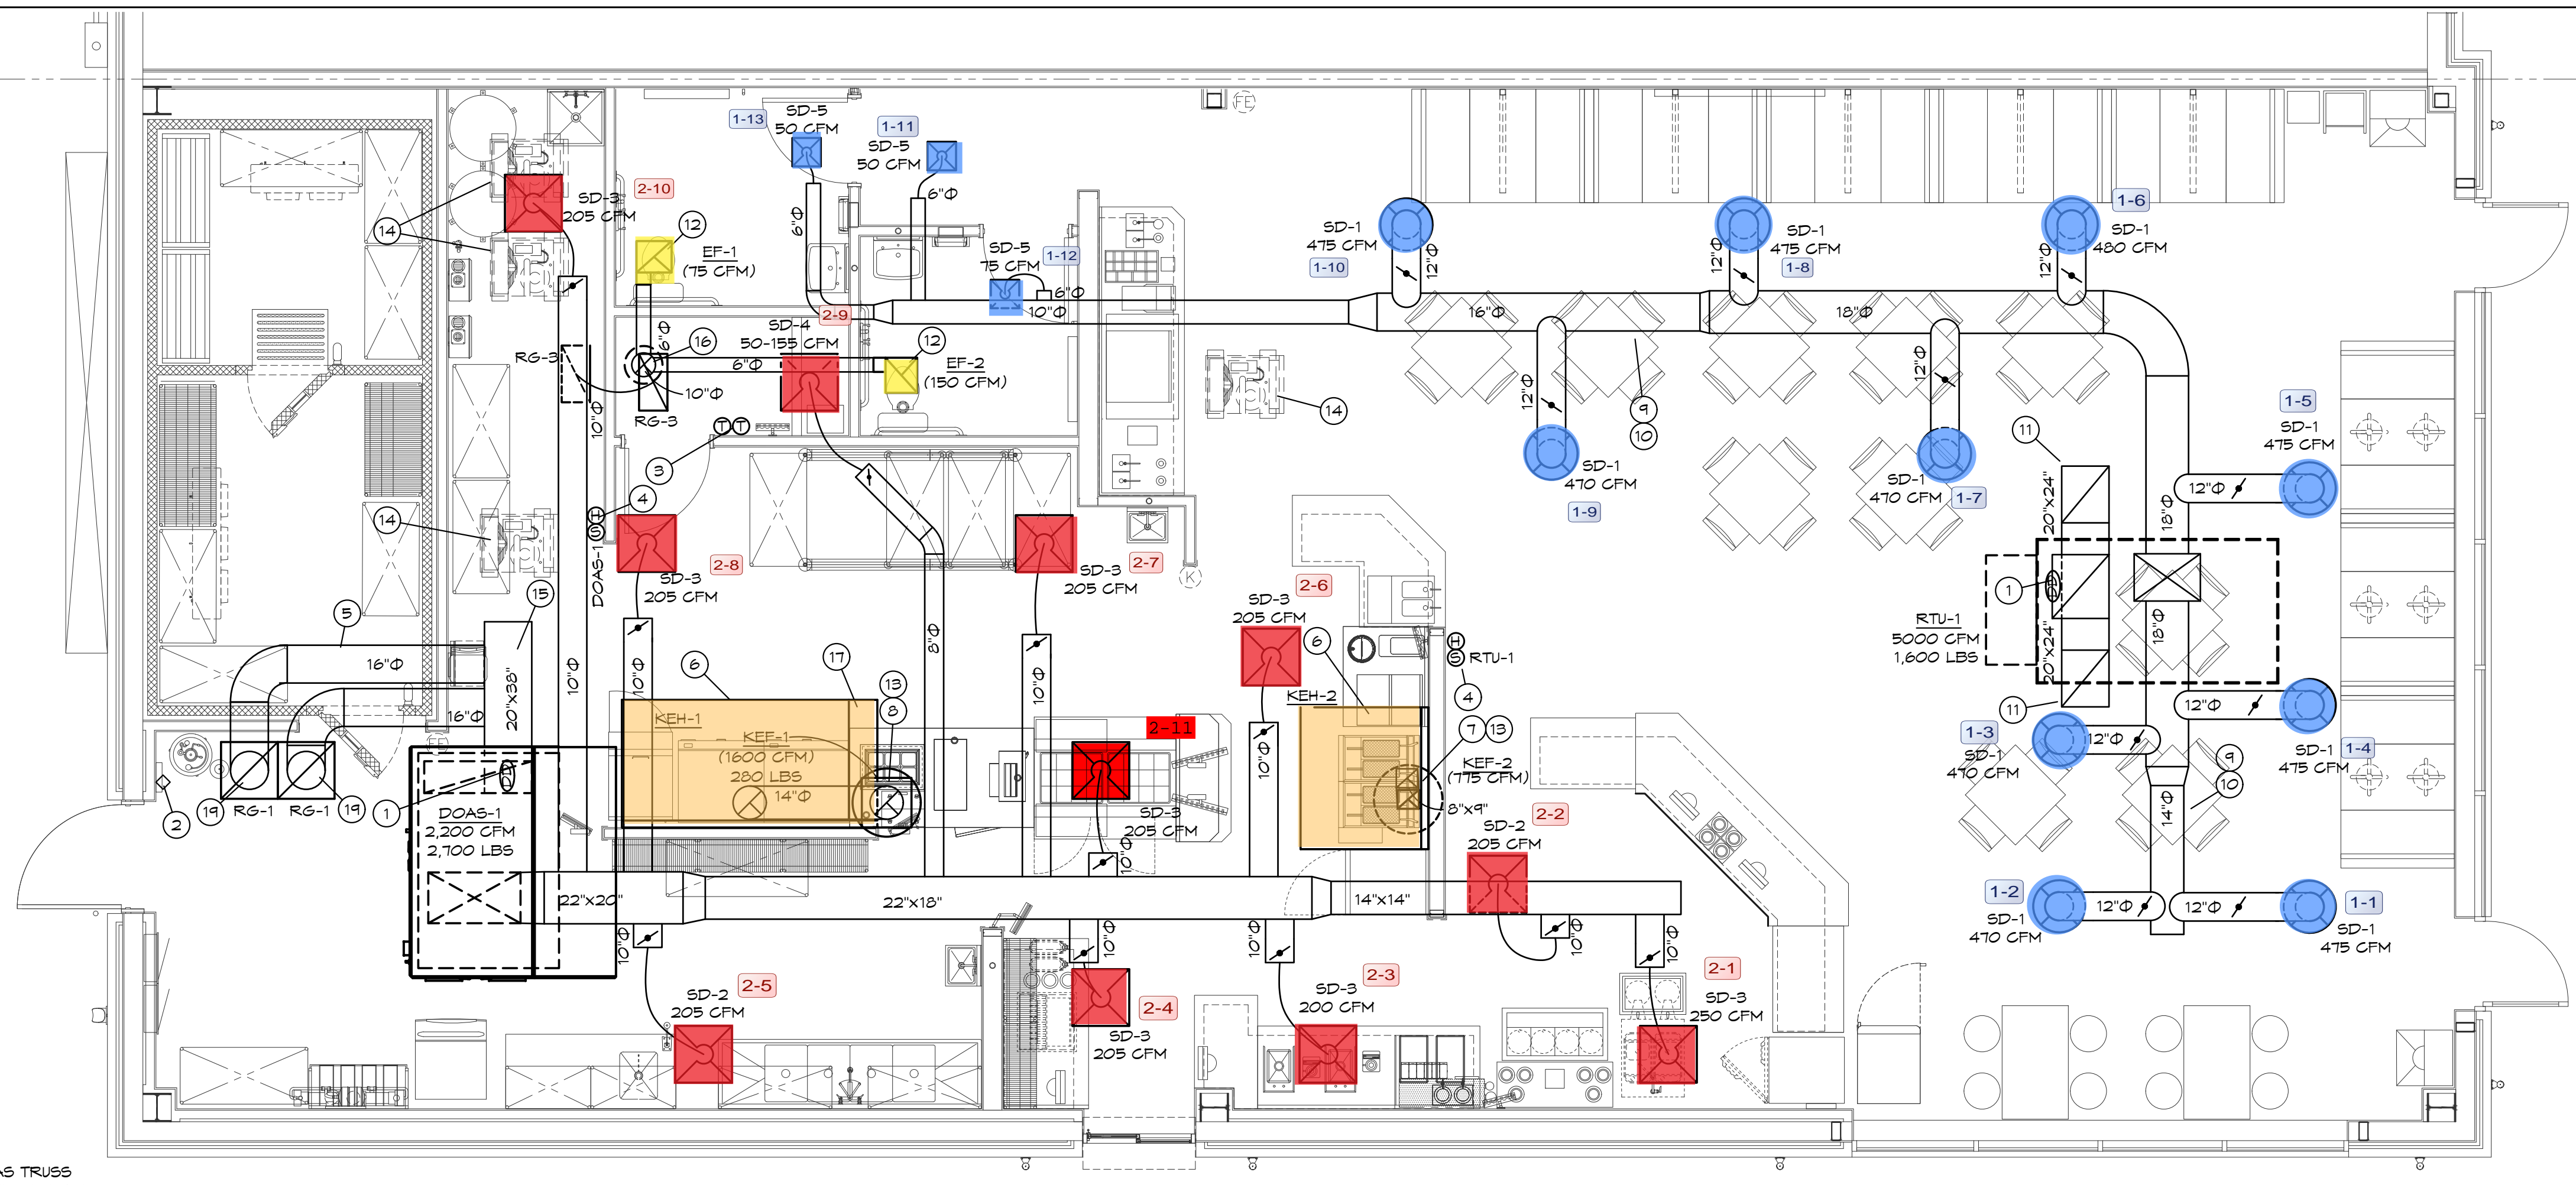 SD-5
50 CFM
1-13
1-11
SD-5
50 CFM
FE
2-10
SD-3
205 CFM
14
12
EF-1
(75 CFM)
6"Φ
6"Φ
SD-5
75 CFM
1-12
6"Φ
10"Φ
SD-1
475 CFM
1-10
12"Φ
SD-1
475 CFM
1-8
12"Φ
1-6
SD-1
480 CFM
12"Φ
2-9
SD-4
50-155 CFM
6"Φ
16
RG-3
6"Φ
10"Φ
RG-3
12
EF-2
(150 CFM)
16"Φ
18"Φ
12"Φ
12"Φ
9
10
14
10"Φ
T T
3
4
H
S
DOAS-1
14
SD-1
470 CFM
1-9
SD-1
470 CFM
1-7
11
1-5
SD-1
475 CFM
12"Φ
18"Φ
20"x24"
2-8
SD-3
205 CFM
SD-3
205 CFM
2-7
K
2-6
SD-3
205 CFM
1
DD
RTU-1
5000 CFM
1,600 LBS
20"x24"
18"Φ
11
5
15
16"Φ
16"Φ
20"x38"
10"Φ
10"Φ
8"Φ
10"Φ
6
17
13
8
6
H
S
RTU-1
4
KEH-1
KEF-1
(1600 CFM)
280 LBS
14"Φ
2-11
SD-3
205 CFM
10"Φ
KEH-2
7
13
KEF-2
(775 CFM)
8"x9"
10"Φ
12"Φ
1-3
SD-1
470 CFM
12"Φ
SD-1
475 CFM
1-4
9
10
14"Φ
FE
19
RG-1
RG-1
19
2
1
DD
DOAS-1
2,200 CFM
2,700 LBS
2-2
SD-2
205 CFM
22"x20"
22"x18"
14"x14"
1-2
SD-1
470 CFM
12"Φ
12"Φ
1-1
SD-1
475 CFM
10"Φ
10"Φ
10"Φ
10"Φ
10"Φ
2-5
SD-2
205 CFM
2-4
SD-3
205 CFM
2-3
SD-3
200 CFM
2-1
SD-3
250 CFM
AS TRUSS